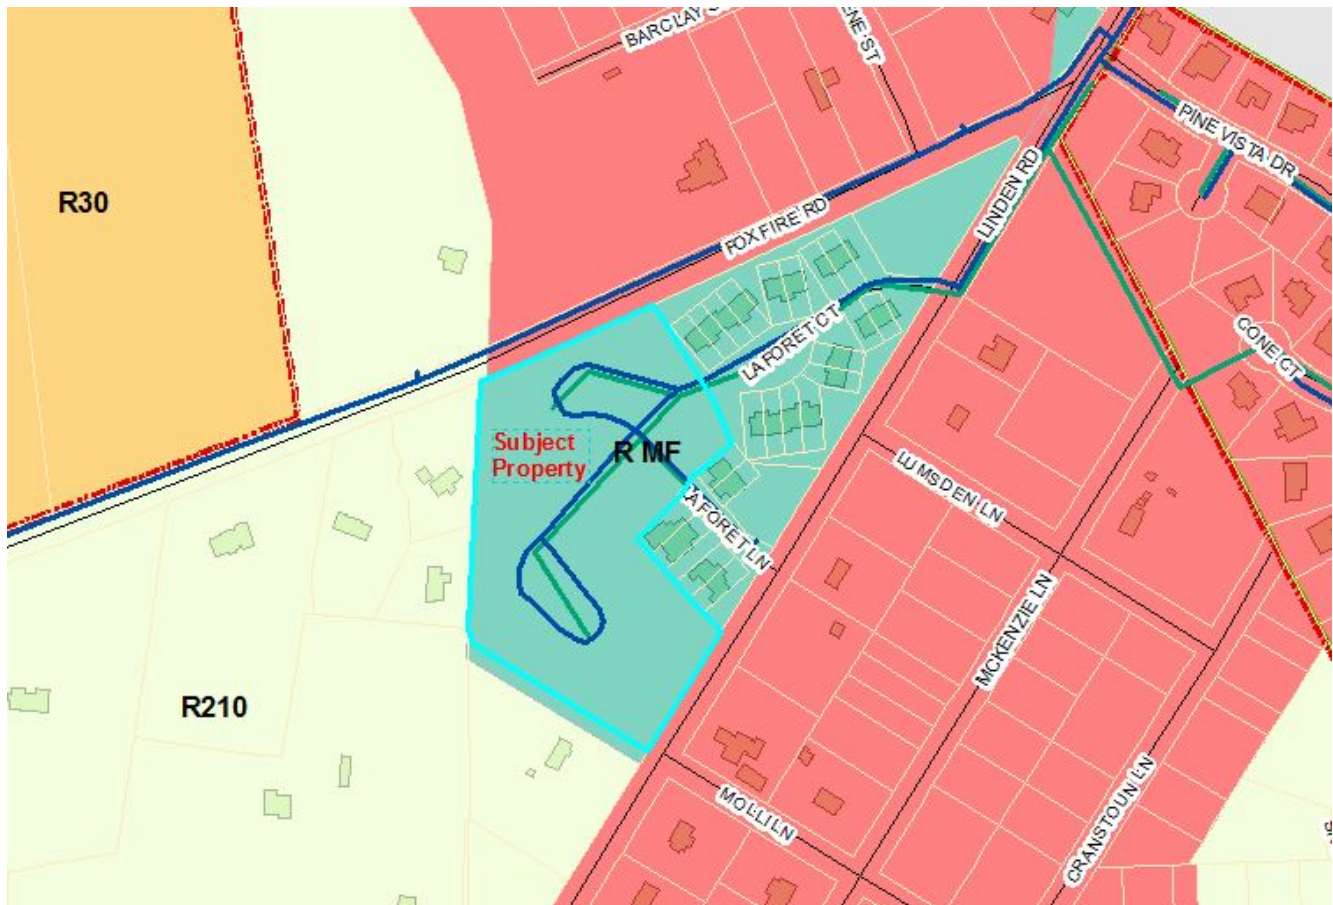 BARCLAY
ENE ST
PINE VISTA DR
R30
LINDEN RD
FOXFIRE RD
CONE CT
LAFORET CT
Subject
Property
R MF
LUMSDEN LN
LAFORET LN
MCKENZIE LN
R210
MOLLI LN
CRANSTOUN LN